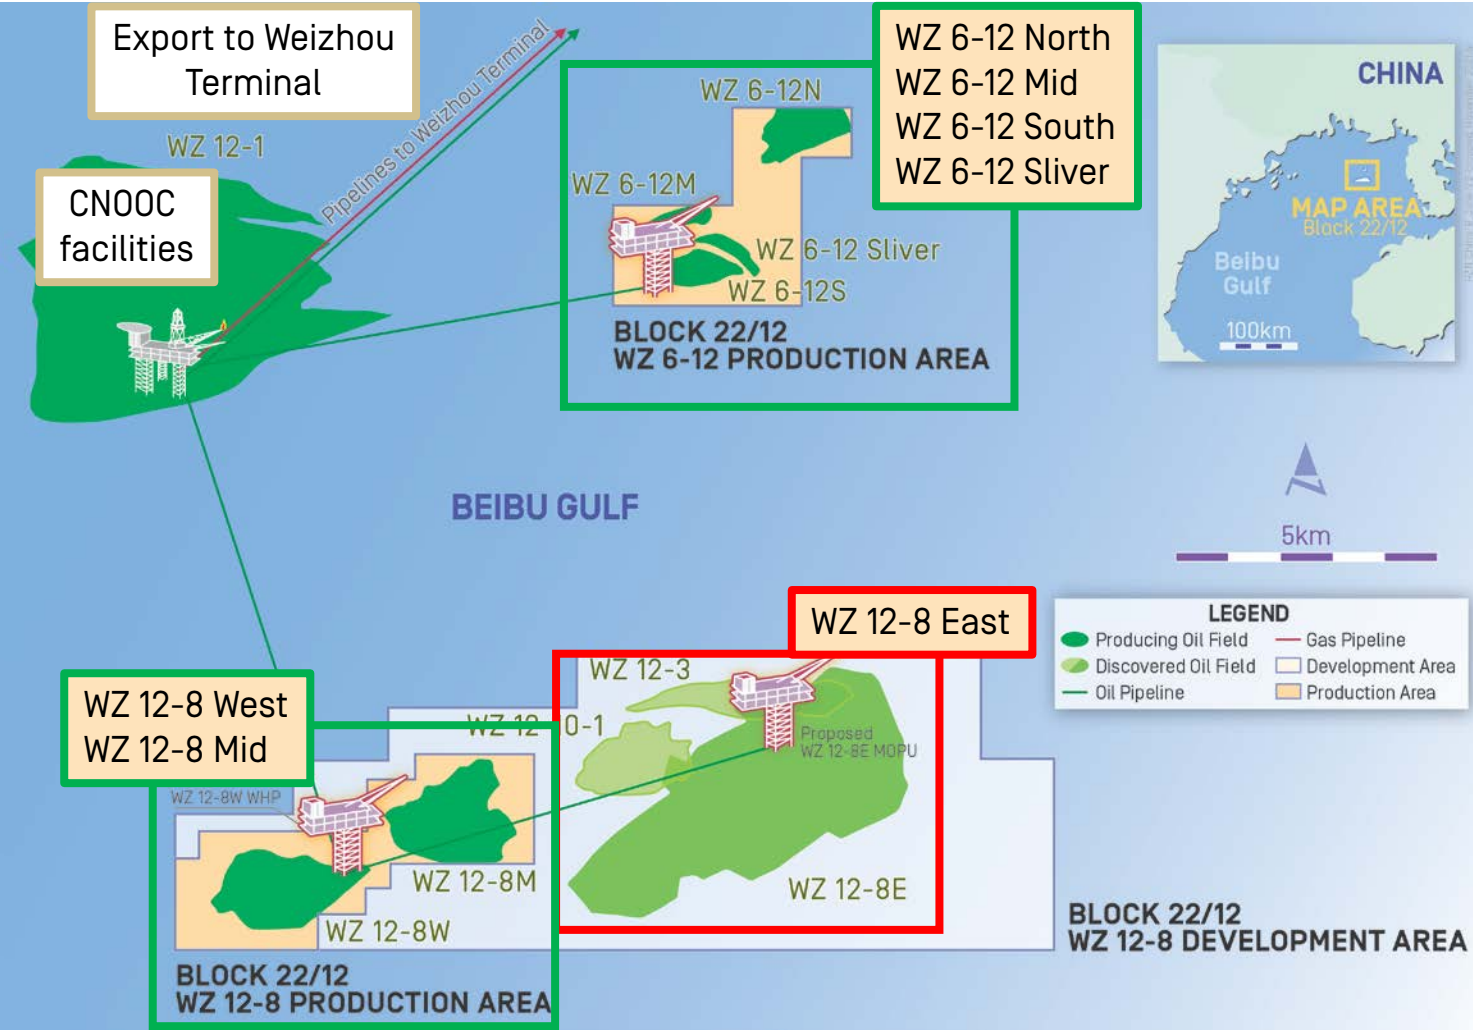 Export to Weizhou
Terminal
Pipelines to Weizhou Terminal
WZ 12-1
CNOOC
facilities
WZ 6-12N
WZ 6-12M
WZ 6-12 Sliver
WZ 6-12S
BLOCK 22/12
WZ 6-12 PRODUCTION AREA
WZ 6-12 North
WZ 6-12 Mid
WZ 6-12 South
WZ 6-12 Sliver
CHINA
MAP AREA
Block 22/12
Beibu
Gulf
100km
BEIBU GULF
5km
LEGEND
Producing Oil Field
Discovered Oil Field
Oil Pipeline
Gas Pipeline
Development Area
Production Area
WZ 12-8 East
WZ 12-3
Proposed
WZ 12-8E MOPU
WZ 12-8E
WZ 12-8 West
WZ 12-8 Mid
WZ 12-10-1
WZ 12-8W WHP
WZ 12-8M
WZ 12-8W
BLOCK 22/12
WZ 12-8 PRODUCTION AREA
BLOCK 22/12
WZ 12-8 DEVELOPMENT AREA